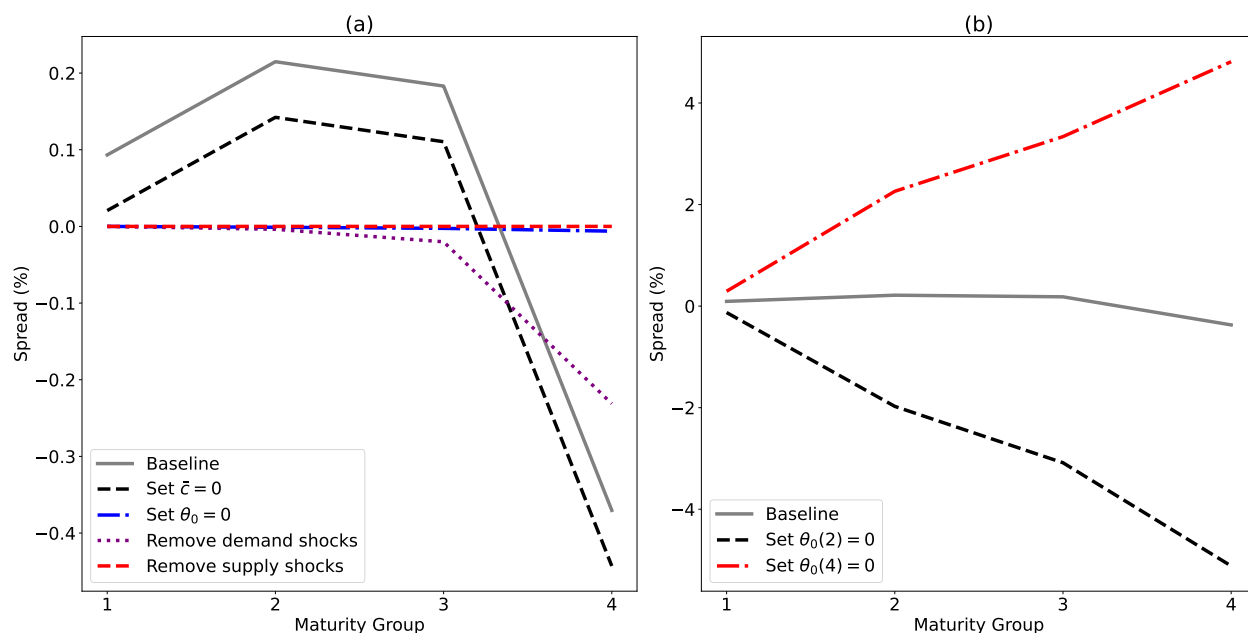 (a)
Spread (%)
0.2
0.1
0.0
−0.1
−0.2
−0.3
−0.4
Baseline
Set c̄ = 0
Set θ₀ = 0
Remove demand shocks
Remove supply shocks
1 2 3 4
Maturity Group
(b)
Spread (%)
4
2
0
−2
−4
Baseline
Set θ₀(2) = 0
Set θ₀(4) = 0
1 2 3 4
Maturity Group